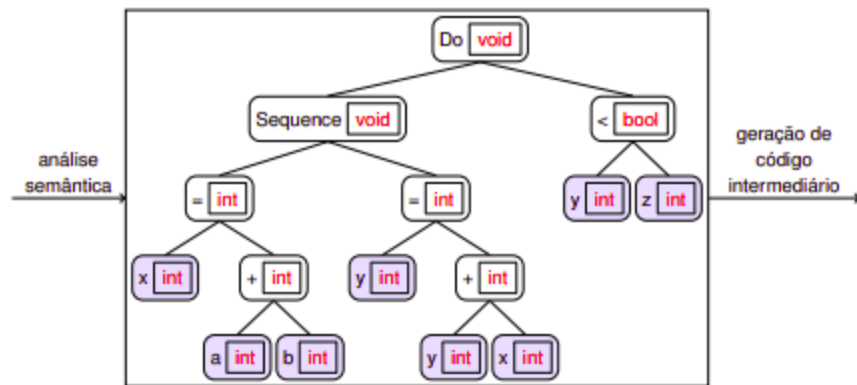 Do void
Sequence void
< bool
análise
semântica
geração de
código
intermediário
= int
= int
y int
z int
x int
+ int
y int
+ int
a int
b int
y int
x int